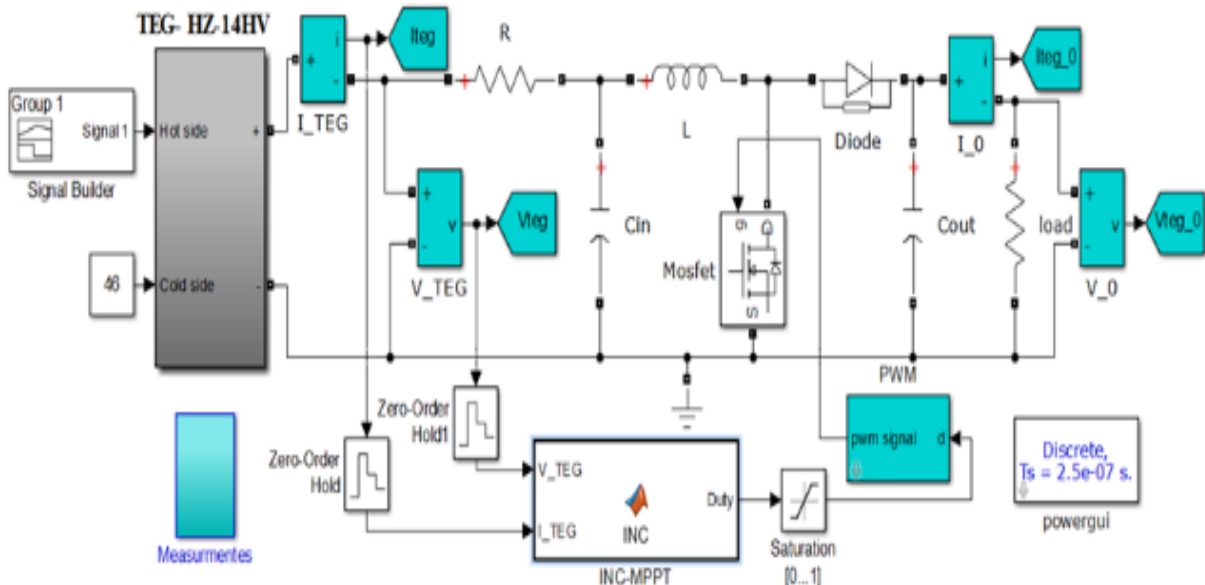 TEG- HZ-14HV
Group 1
Signal 1
Signal Builder
46
Hot side
Cold side
+
-
+
i
-
I_TEG
Iteg
R
+
-
v
V_TEG
Vteg
Cin
L
Mosfet
g
D
S
Diode
Cout
+
i
-
I_0
Iteg_0
load
+
-
v
V_0
Vteg_0
Measurmentes
Zero-Order
Hold
Zero-Order
Hold1
V_TEG
I_TEG
INC
Duty
INC-MPPT
Saturation
[0...1]
PWM
pwm signal
d
Discrete,
Ts = 2.5e-07 s.
powergui